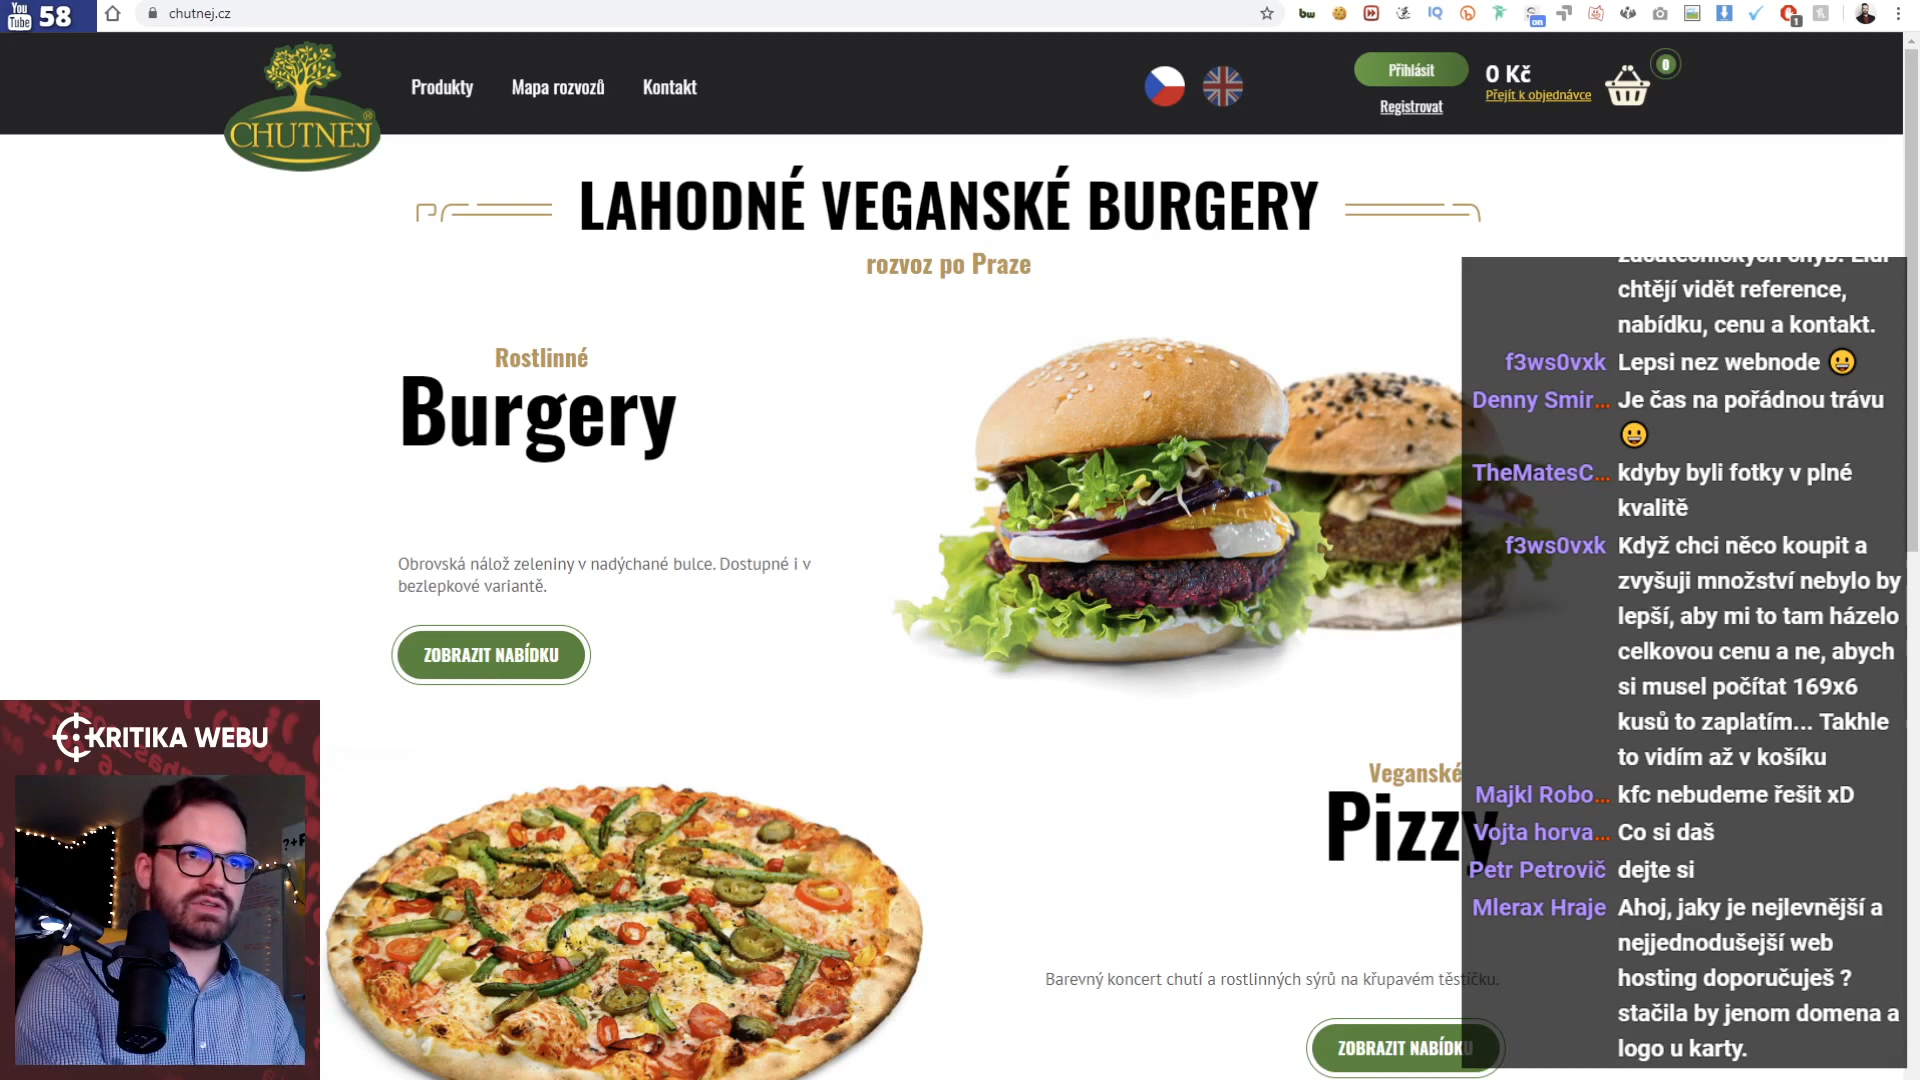 You
Tube
58
chutnej.cz
on
1
CHUTNEJ®
Produkty
Mapa rozvozů
Kontakt
Přihlásit
Registrovat
0 Kč
Přejít k objednávce
0
LAHODNÉ VEGANSKÉ BURGERY
rozvoz po Praze
Rostlinné
Burgery
Obrovská nálož zeleniny v nadýchané bulce. Dostupné i v
bezlepkové variantě.
ZOBRAZIT NABÍDKU
Veganské
Pizzy
Barevný koncert chutí a rostlinných sýrů na křupavém těstíčku.
ZOBRAZIT NABÍDKU
KRITIKA WEBU
chtějí vidět reference,
nabídku, cenu a kontakt.
f3ws0vxk Lepsi nez webnode 😀
Denny Smir... Je čas na pořádnou trávu
😀
TheMatesC... kdyby byli fotky v plné
kvalitě
f3ws0vxk Když chci něco koupit a
zvyšuji množství nebylo by
lepší, aby mi to tam házelo
celkovou cenu a ne, abych
si musel počítat 169x6
kusů to zaplatím... Takhle
to vidím až v košíku
Majkl Robo... kfc nebudeme řešit xD
Vojta horva... Co si daš
Petr Petrovič dejte si
Mlerax Hraje Ahoj, jaky je nejlevnější a
nejjednodušejší web
hosting doporučuješ ?
stačila by jenom domena a
logo u karty.